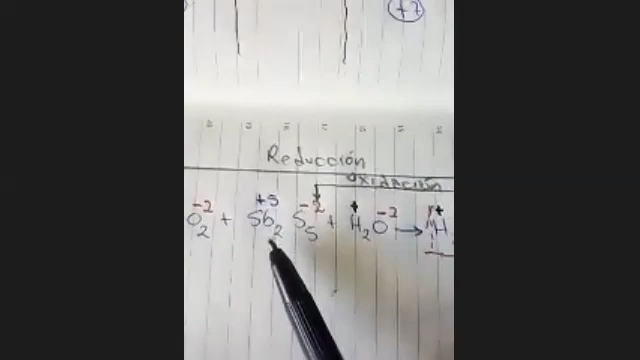 +7
Reducción
oxidación
-2 +5 -2 + -2 +
O2 + Sb2 S5 + H2O → H